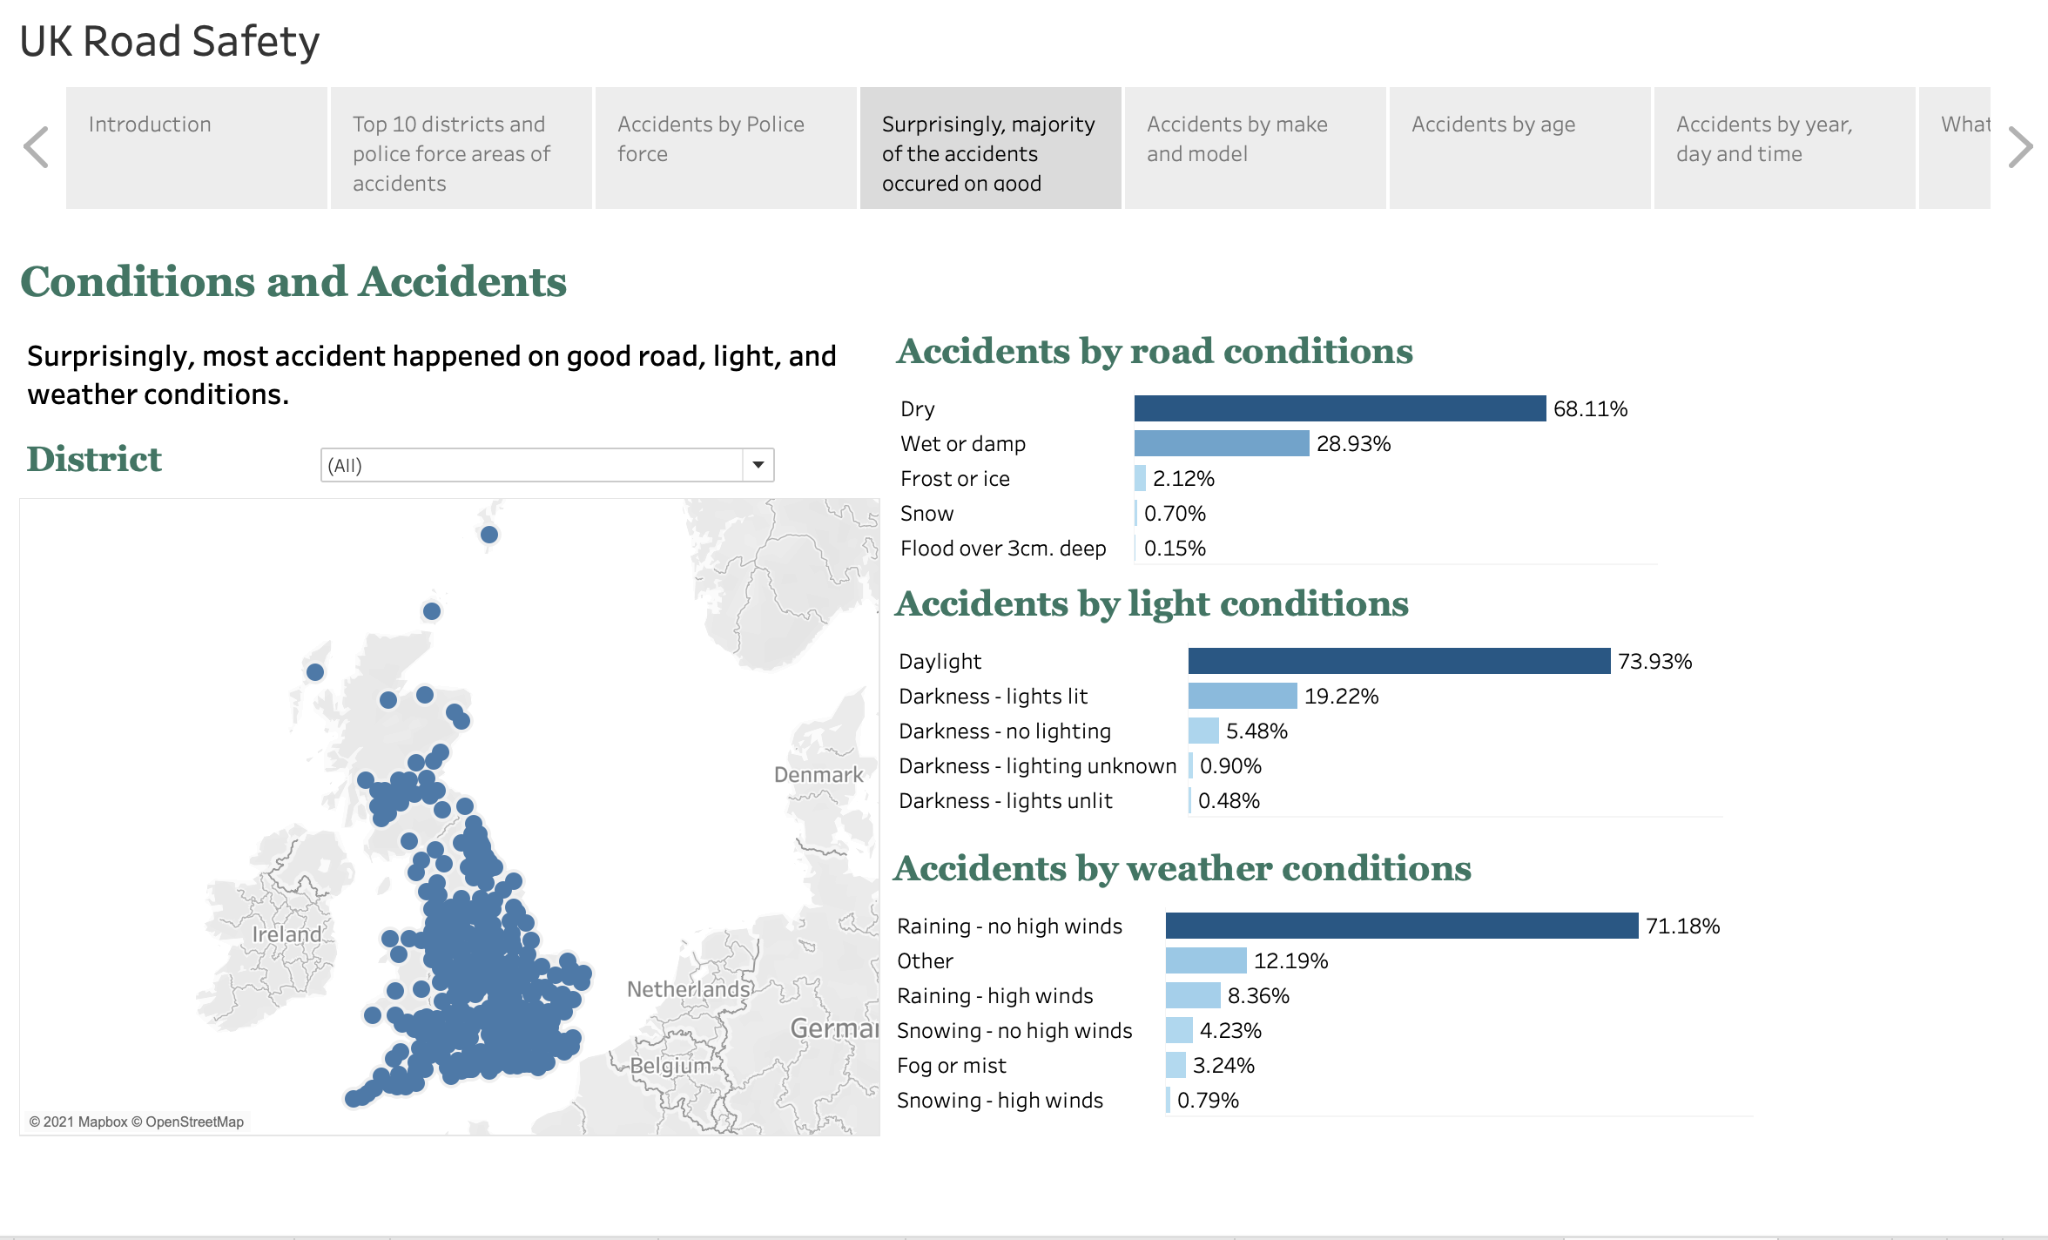 UK Road Safety
Introduction
Top 10 districts and
police force areas of
accidents
Accidents by Police
force
Surprisingly, majority
of the accidents
occured on good
Accidents by make
and model
Accidents by age
Accidents by year,
day and time
What
Conditions and Accidents
Surprisingly, most accident happened on good road, light, and
weather conditions.
District
(All)
Denmark
Ireland
Netherlands
German
Belgium
© 2021 Mapbox © OpenStreetMap
Accidents by road conditions
Dry 68.11%
Wet or damp 28.93%
Frost or ice 2.12%
Snow 0.70%
Flood over 3cm. deep 0.15%
Accidents by light conditions
Daylight 73.93%
Darkness - lights lit 19.22%
Darkness - no lighting 5.48%
Darkness - lighting unknown 0.90%
Darkness - lights unlit 0.48%
Accidents by weather conditions
Raining - no high winds 71.18%
Other 12.19%
Raining - high winds 8.36%
Snowing - no high winds 4.23%
Fog or mist 3.24%
Snowing - high winds 0.79%